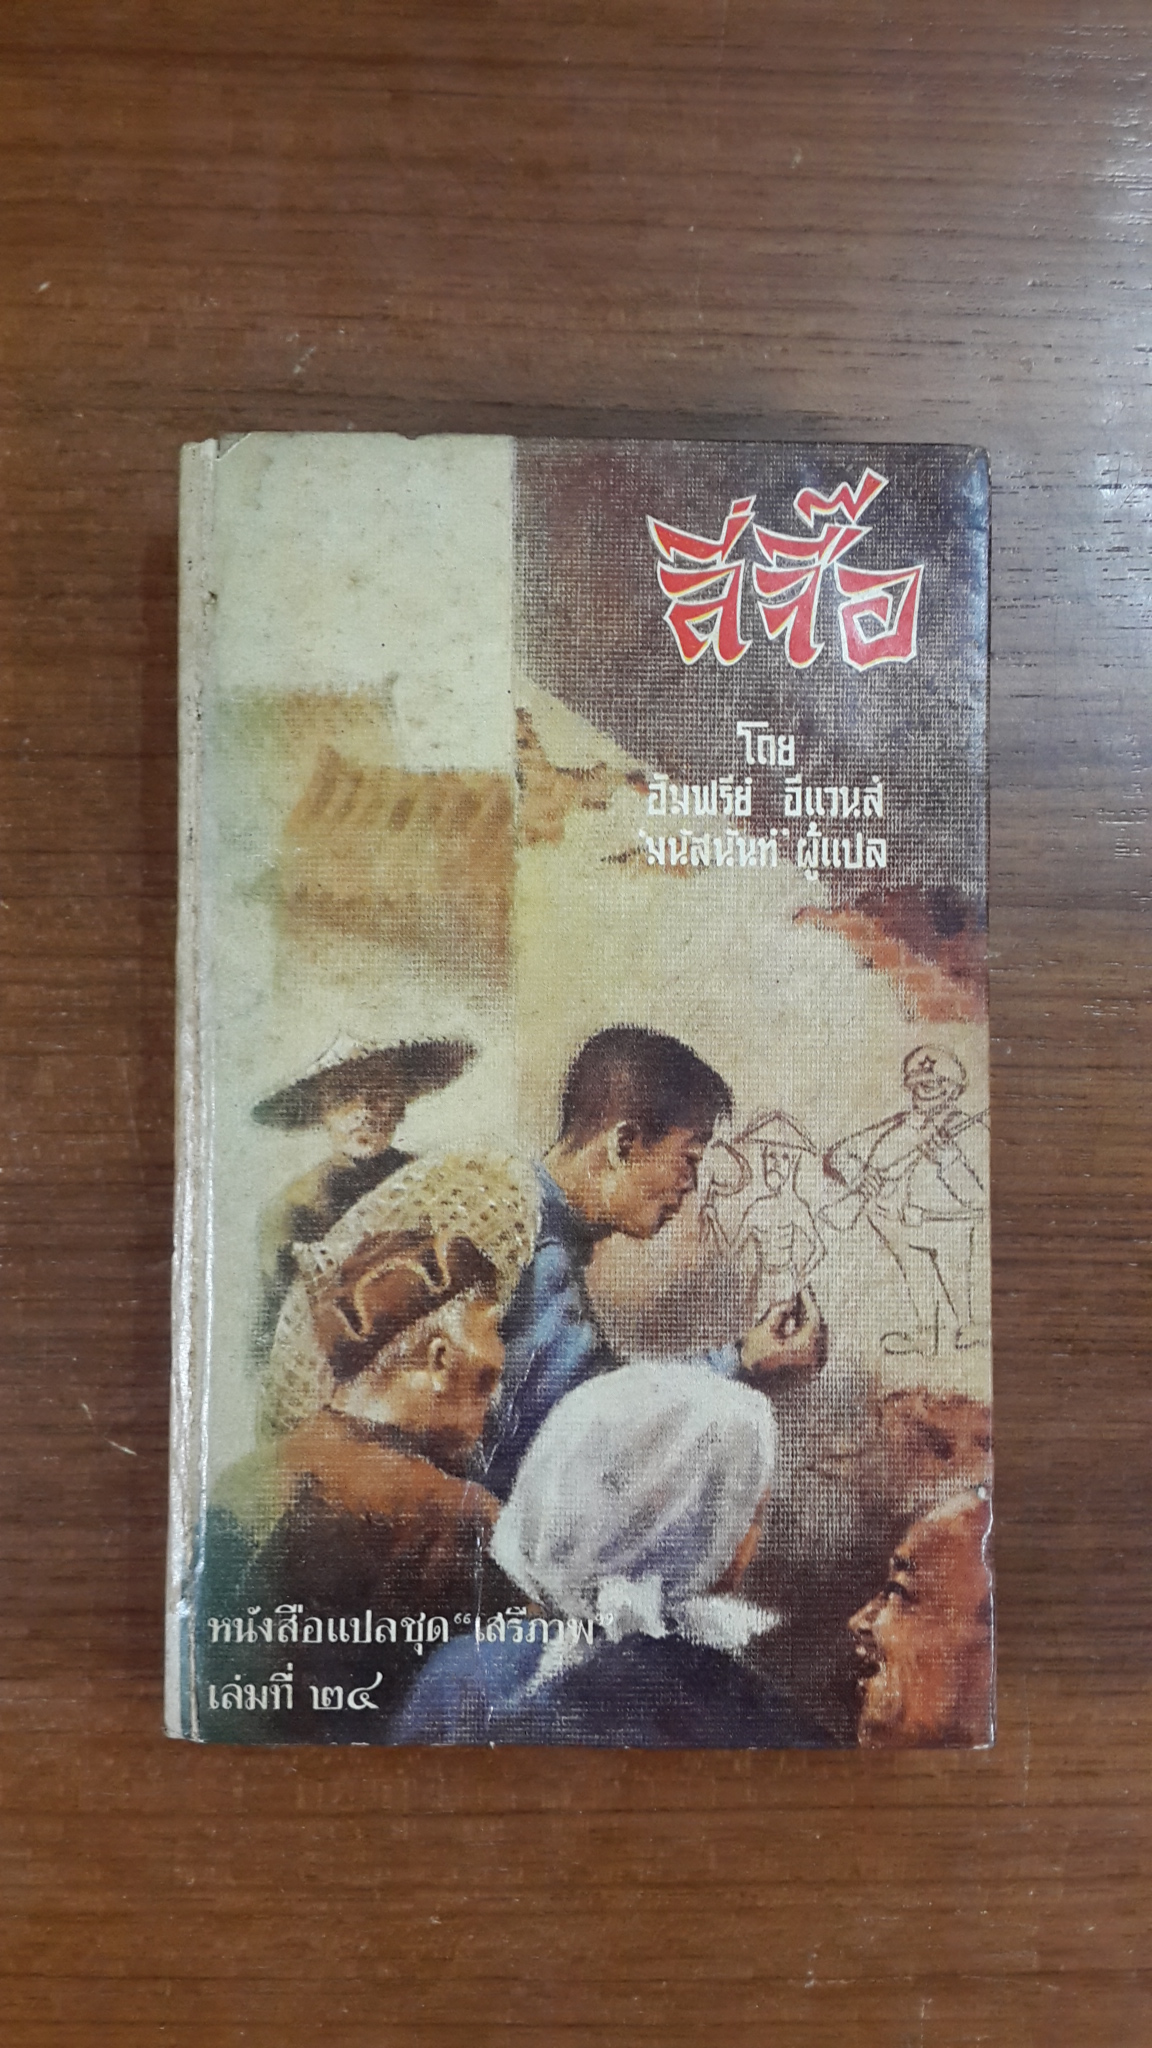 สี่จื๊อ
โดย
ฮัมฟรีย์ อีแวนส์
"มนัสนันท์" ผู้แปล
หนังสือแปลชุด “เสรีภาพ”
เล่มที่ ๒๔